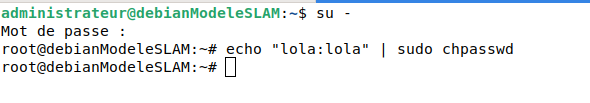 administrateur@debianModeleSLAM:~$ su -
Mot de passe :
root@debianModeleSLAM:~# echo "lola:lola" | sudo chpasswd
root@debianModeleSLAM:~#